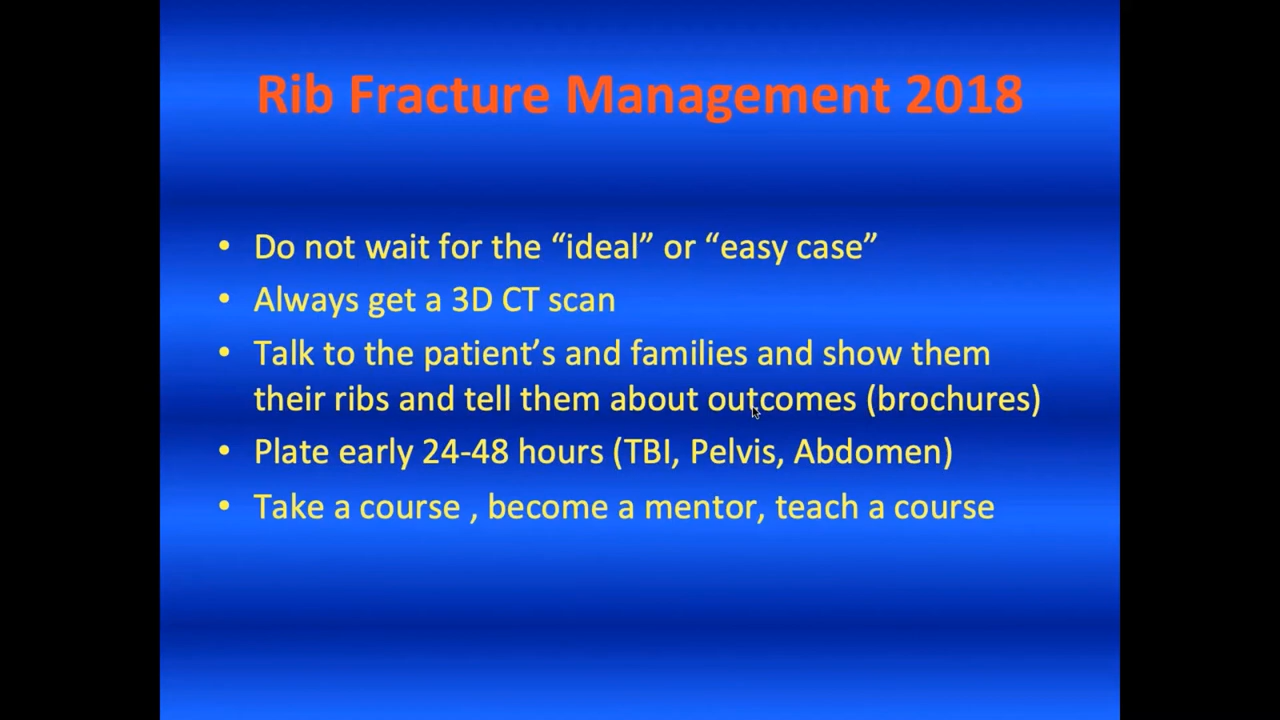 Rib Fracture Management 2018
• Do not wait for the “ideal” or “easy case”
• Always get a 3D CT scan
• Talk to the patient’s and families and show them
their ribs and tell them about outcomes (brochures)
• Plate early 24-48 hours (TBI, Pelvis, Abdomen)
• Take a course , become a mentor, teach a course